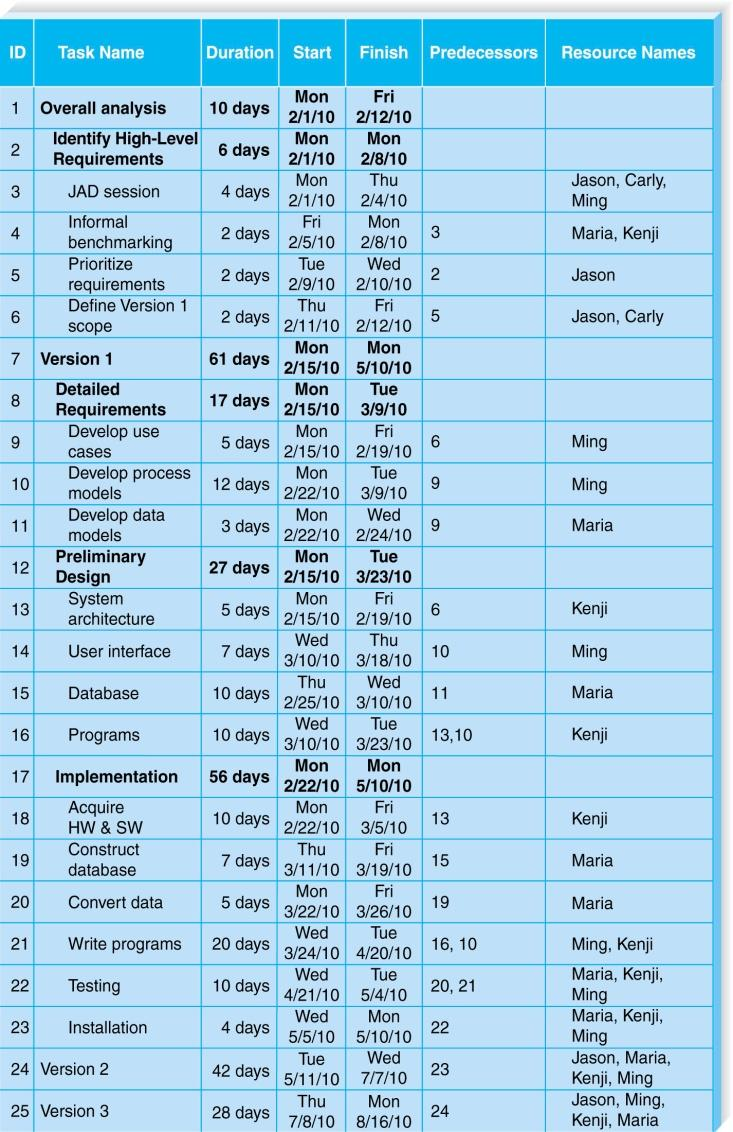 ID Task Name Duration Start Finish Predecessors Resource Names
1 Overall analysis 10 days Mon 2/1/10 Fri 2/12/10
2 Identify High-Level Requirements 6 days Mon 2/1/10 Mon 2/8/10
3 JAD session 4 days Mon 2/1/10 Thu 2/4/10 Jason, Carly, Ming
4 Informal benchmarking 2 days Fri 2/5/10 Mon 2/8/10 3 Maria, Kenji
5 Prioritize requirements 2 days Tue 2/9/10 Wed 2/10/10 2 Jason
6 Define Version 1 scope 2 days Thu 2/11/10 Fri 2/12/10 5 Jason, Carly
7 Version 1 61 days Mon 2/15/10 Mon 5/10/10
8 Detailed Requirements 17 days Mon 2/15/10 Tue 3/9/10
9 Develop use cases 5 days Mon 2/15/10 Fri 2/19/10 6 Ming
10 Develop process models 12 days Mon 2/22/10 Tue 3/9/10 9 Ming
11 Develop data models 3 days Mon 2/22/10 Wed 2/24/10 9 Maria
12 Preliminary Design 27 days Mon 2/15/10 Tue 3/23/10
13 System architecture 5 days Mon 2/15/10 Fri 2/19/10 6 Kenji
14 User interface 7 days Wed 3/10/10 Thu 3/18/10 10 Ming
15 Database 10 days Thu 2/25/10 Wed 3/10/10 11 Maria
16 Programs 10 days Wed 3/10/10 Tue 3/23/10 13,10 Kenji
17 Implementation 56 days Mon 2/22/10 Mon 5/10/10
18 Acquire HW & SW 10 days Mon 2/22/10 Fri 3/5/10 13 Kenji
19 Construct database 7 days Thu 3/11/10 Fri 3/19/10 15 Maria
20 Convert data 5 days Mon 3/22/10 Fri 3/26/10 19 Maria
21 Write programs 20 days Wed 3/24/10 Tue 4/20/10 16, 10 Ming, Kenji
22 Testing 10 days Wed 4/21/10 Tue 5/4/10 20, 21 Maria, Kenji, Ming
23 Installation 4 days Wed 5/5/10 Mon 5/10/10 22 Maria, Kenji, Ming
24 Version 2 42 days Tue 5/11/10 Wed 7/7/10 23 Jason, Maria, Kenji, Ming
25 Version 3 28 days Thu 7/8/10 Mon 8/16/10 24 Jason, Ming, Kenji, Maria